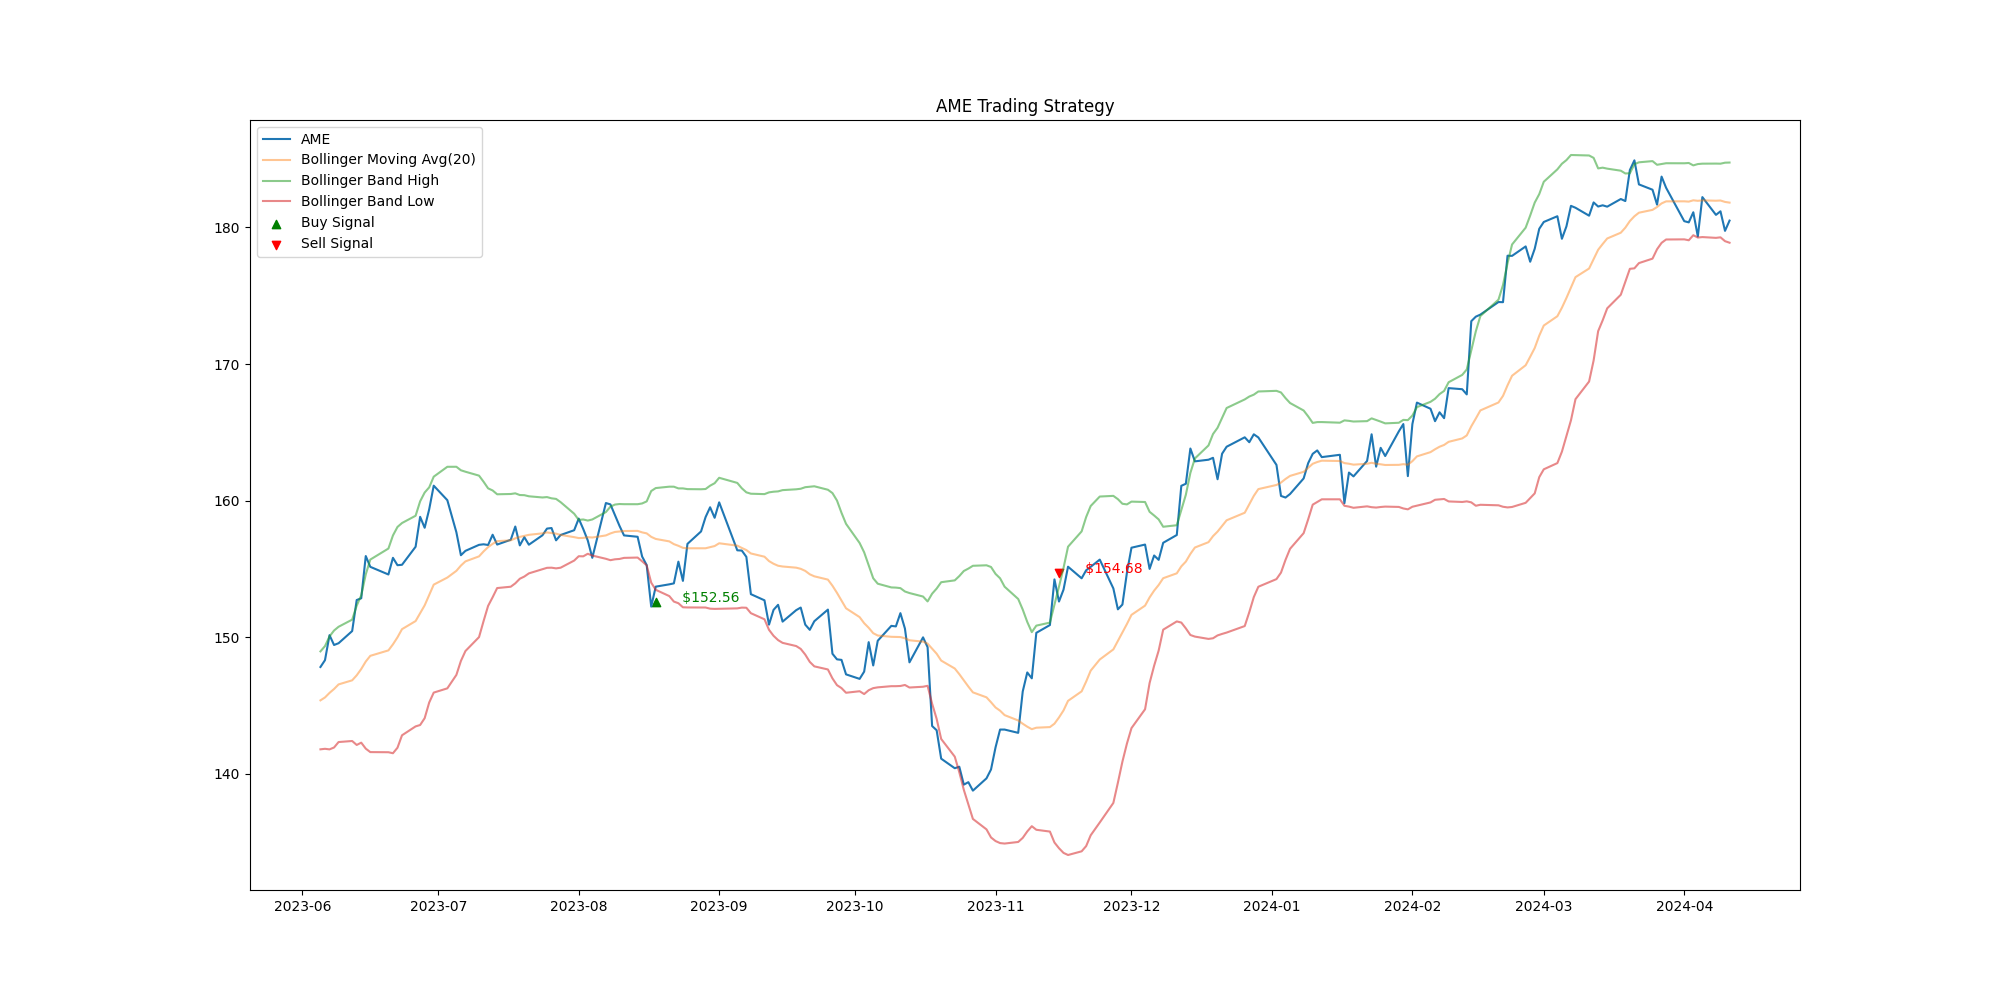 AME Trading Strategy
AME
Bollinger Moving Avg(20)
Bollinger Band High
Bollinger Band Low
Buy Signal
Sell Signal
180
170
160
150
140
$154.68
$152.56
2023-06 2023-07 2023-08 2023-09 2023-10 2023-11 2023-12 2024-01 2024-02 2024-03 2024-04